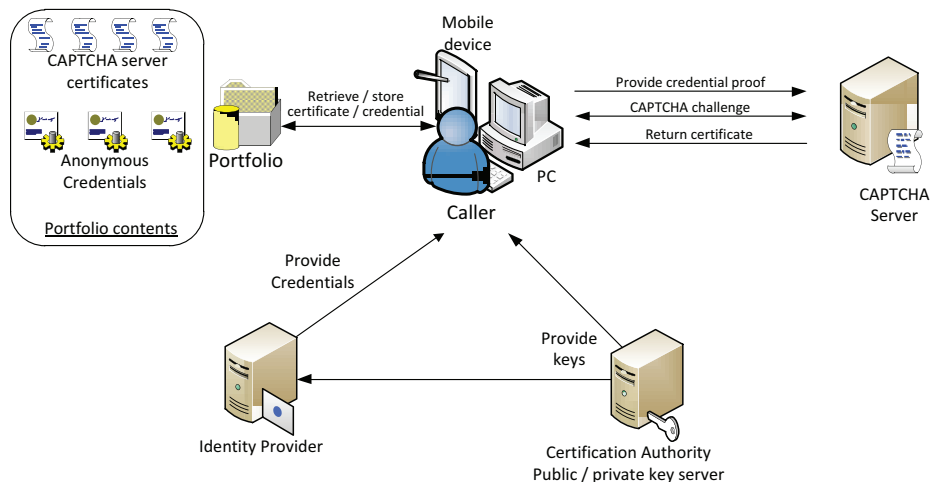 CAPTCHA server
certificates
Anonymous
Credentials
Portfolio contents
Portfolio
Retrieve / store
certificate / credential
Mobile
device
PC
Caller
Provide credential proof
CAPTCHA challenge
Return certificate
CAPTCHA
Server
Provide
Credentials
Provide
keys
Identity Provider
Certification Authority
Public / private key server